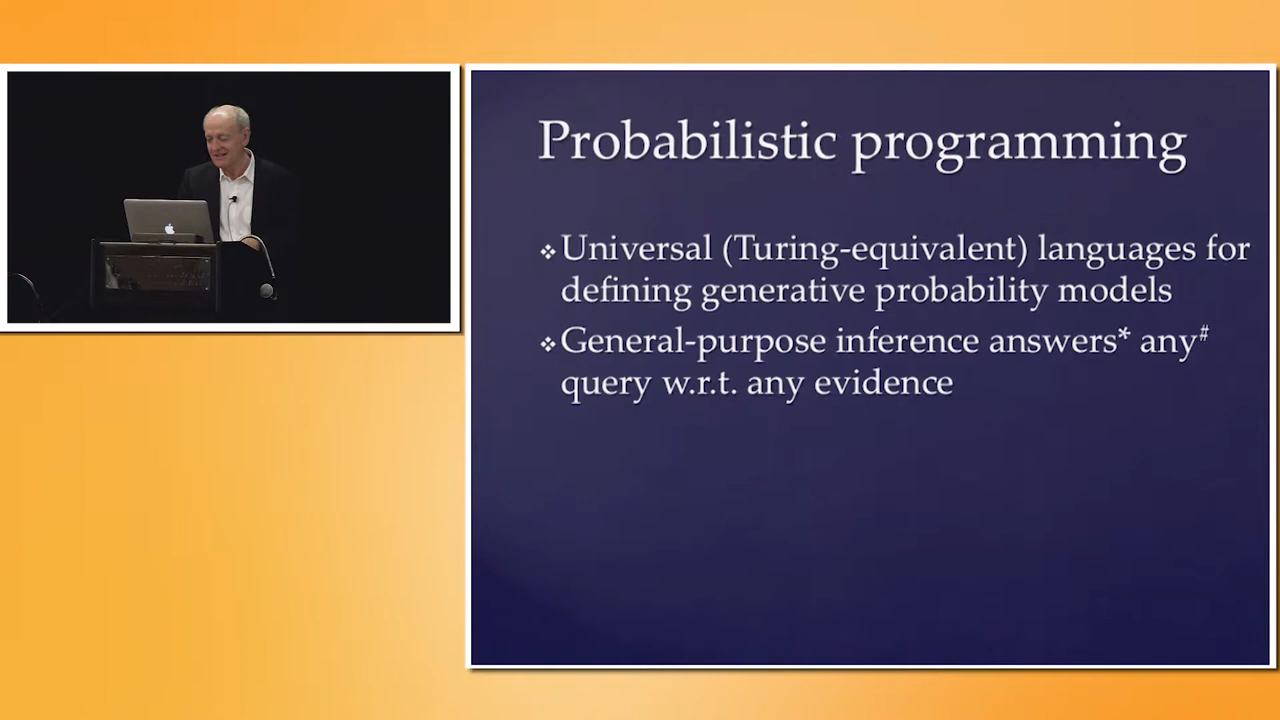 Probabilistic programming
❖Universal (Turing-equivalent) languages for
defining generative probability models
❖General-purpose inference answers* any#
query w.r.t. any evidence